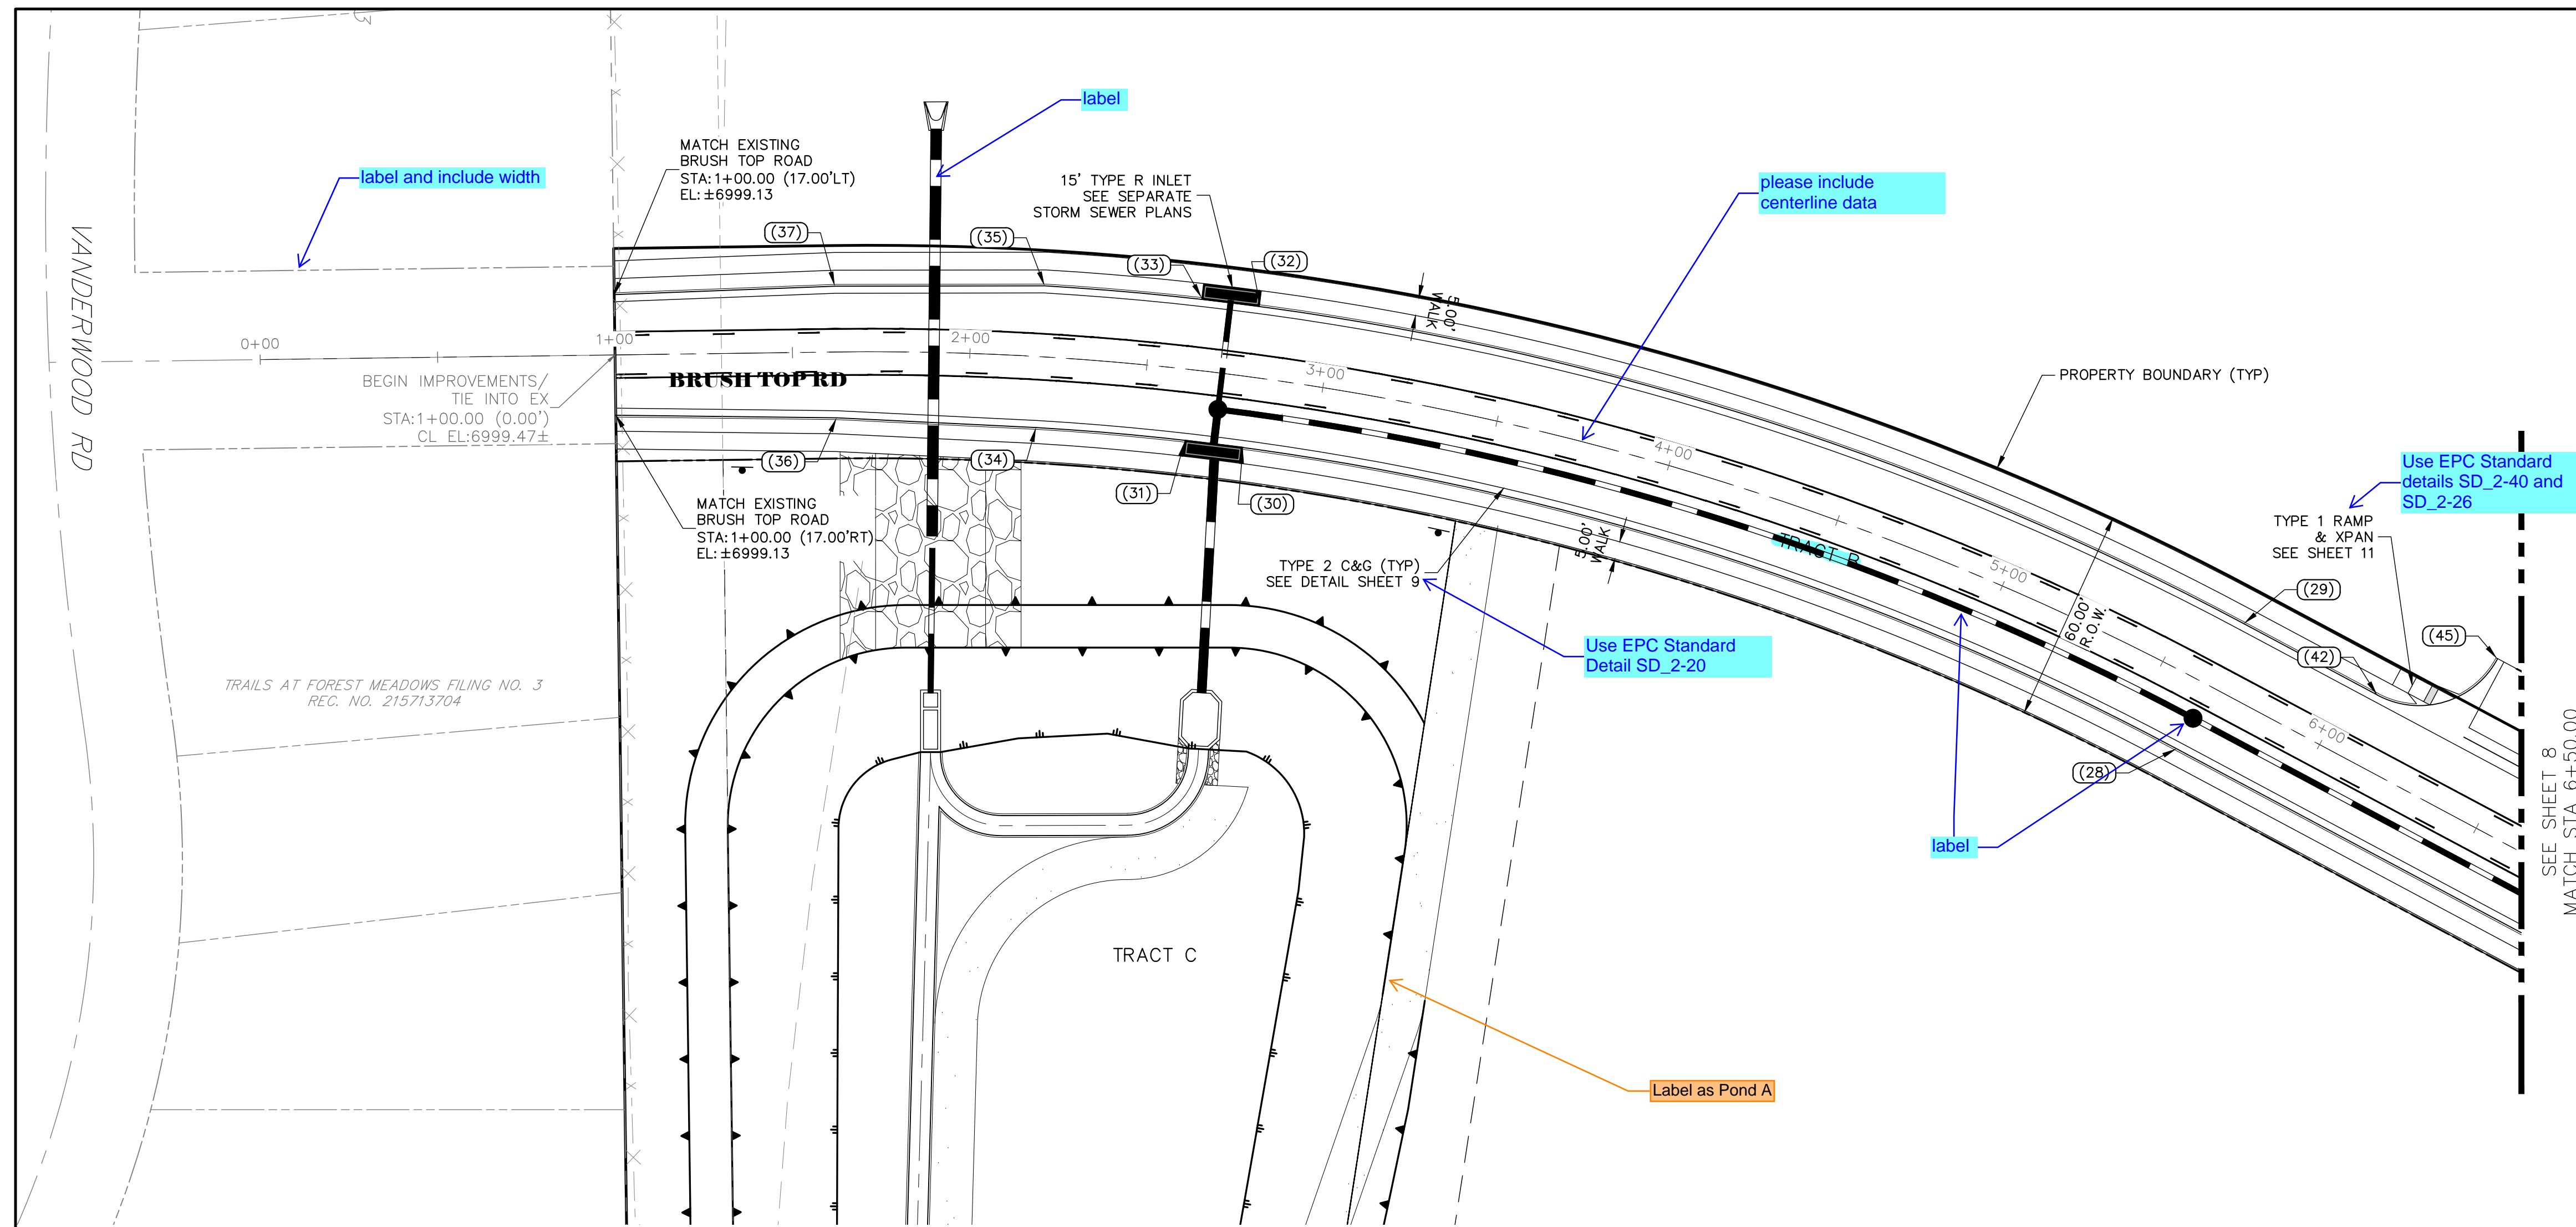 label
MATCH EXISTING
BRUSH TOP ROAD
STA:1+00.00 (17.00'LT)
EL:±6999.13
label and include width
15' TYPE R INLET
SEE SEPARATE
STORM SEWER PLANS
please include
centerline data
(37)
(35)
(33)
(32)
5.00'
WALK
VANDERWOOD RD
0+00
1+00
2+00
3+00
4+00
5+00
6+00
BRUSH TOP RD
BEGIN IMPROVEMENTS/
TIE INTO EX
STA:1+00.00 (0.00')
CL EL:6999.47±
PROPERTY BOUNDARY (TYP)
(36)
(34)
(31)
(30)
MATCH EXISTING
BRUSH TOP ROAD
STA:1+00.00 (17.00'RT)
EL:±6999.13
Use EPC Standard
details SD_2-40 and
SD_2-26
TYPE 1 RAMP
& XPAN
SEE SHEET 11
TYPE 2 C&G (TYP)
SEE DETAIL SHEET 9
5.00'
WALK
TRACT B
60.00'
R.O.W.
(29)
(45)
(42)
(28)
Use EPC Standard
Detail SD_2-20
TRAILS AT FOREST MEADOWS FILING NO. 3
REC. NO. 215713704
label
SEE SHEET 8
MATCH STA 6+50.00
TRACT C
Label as Pond A